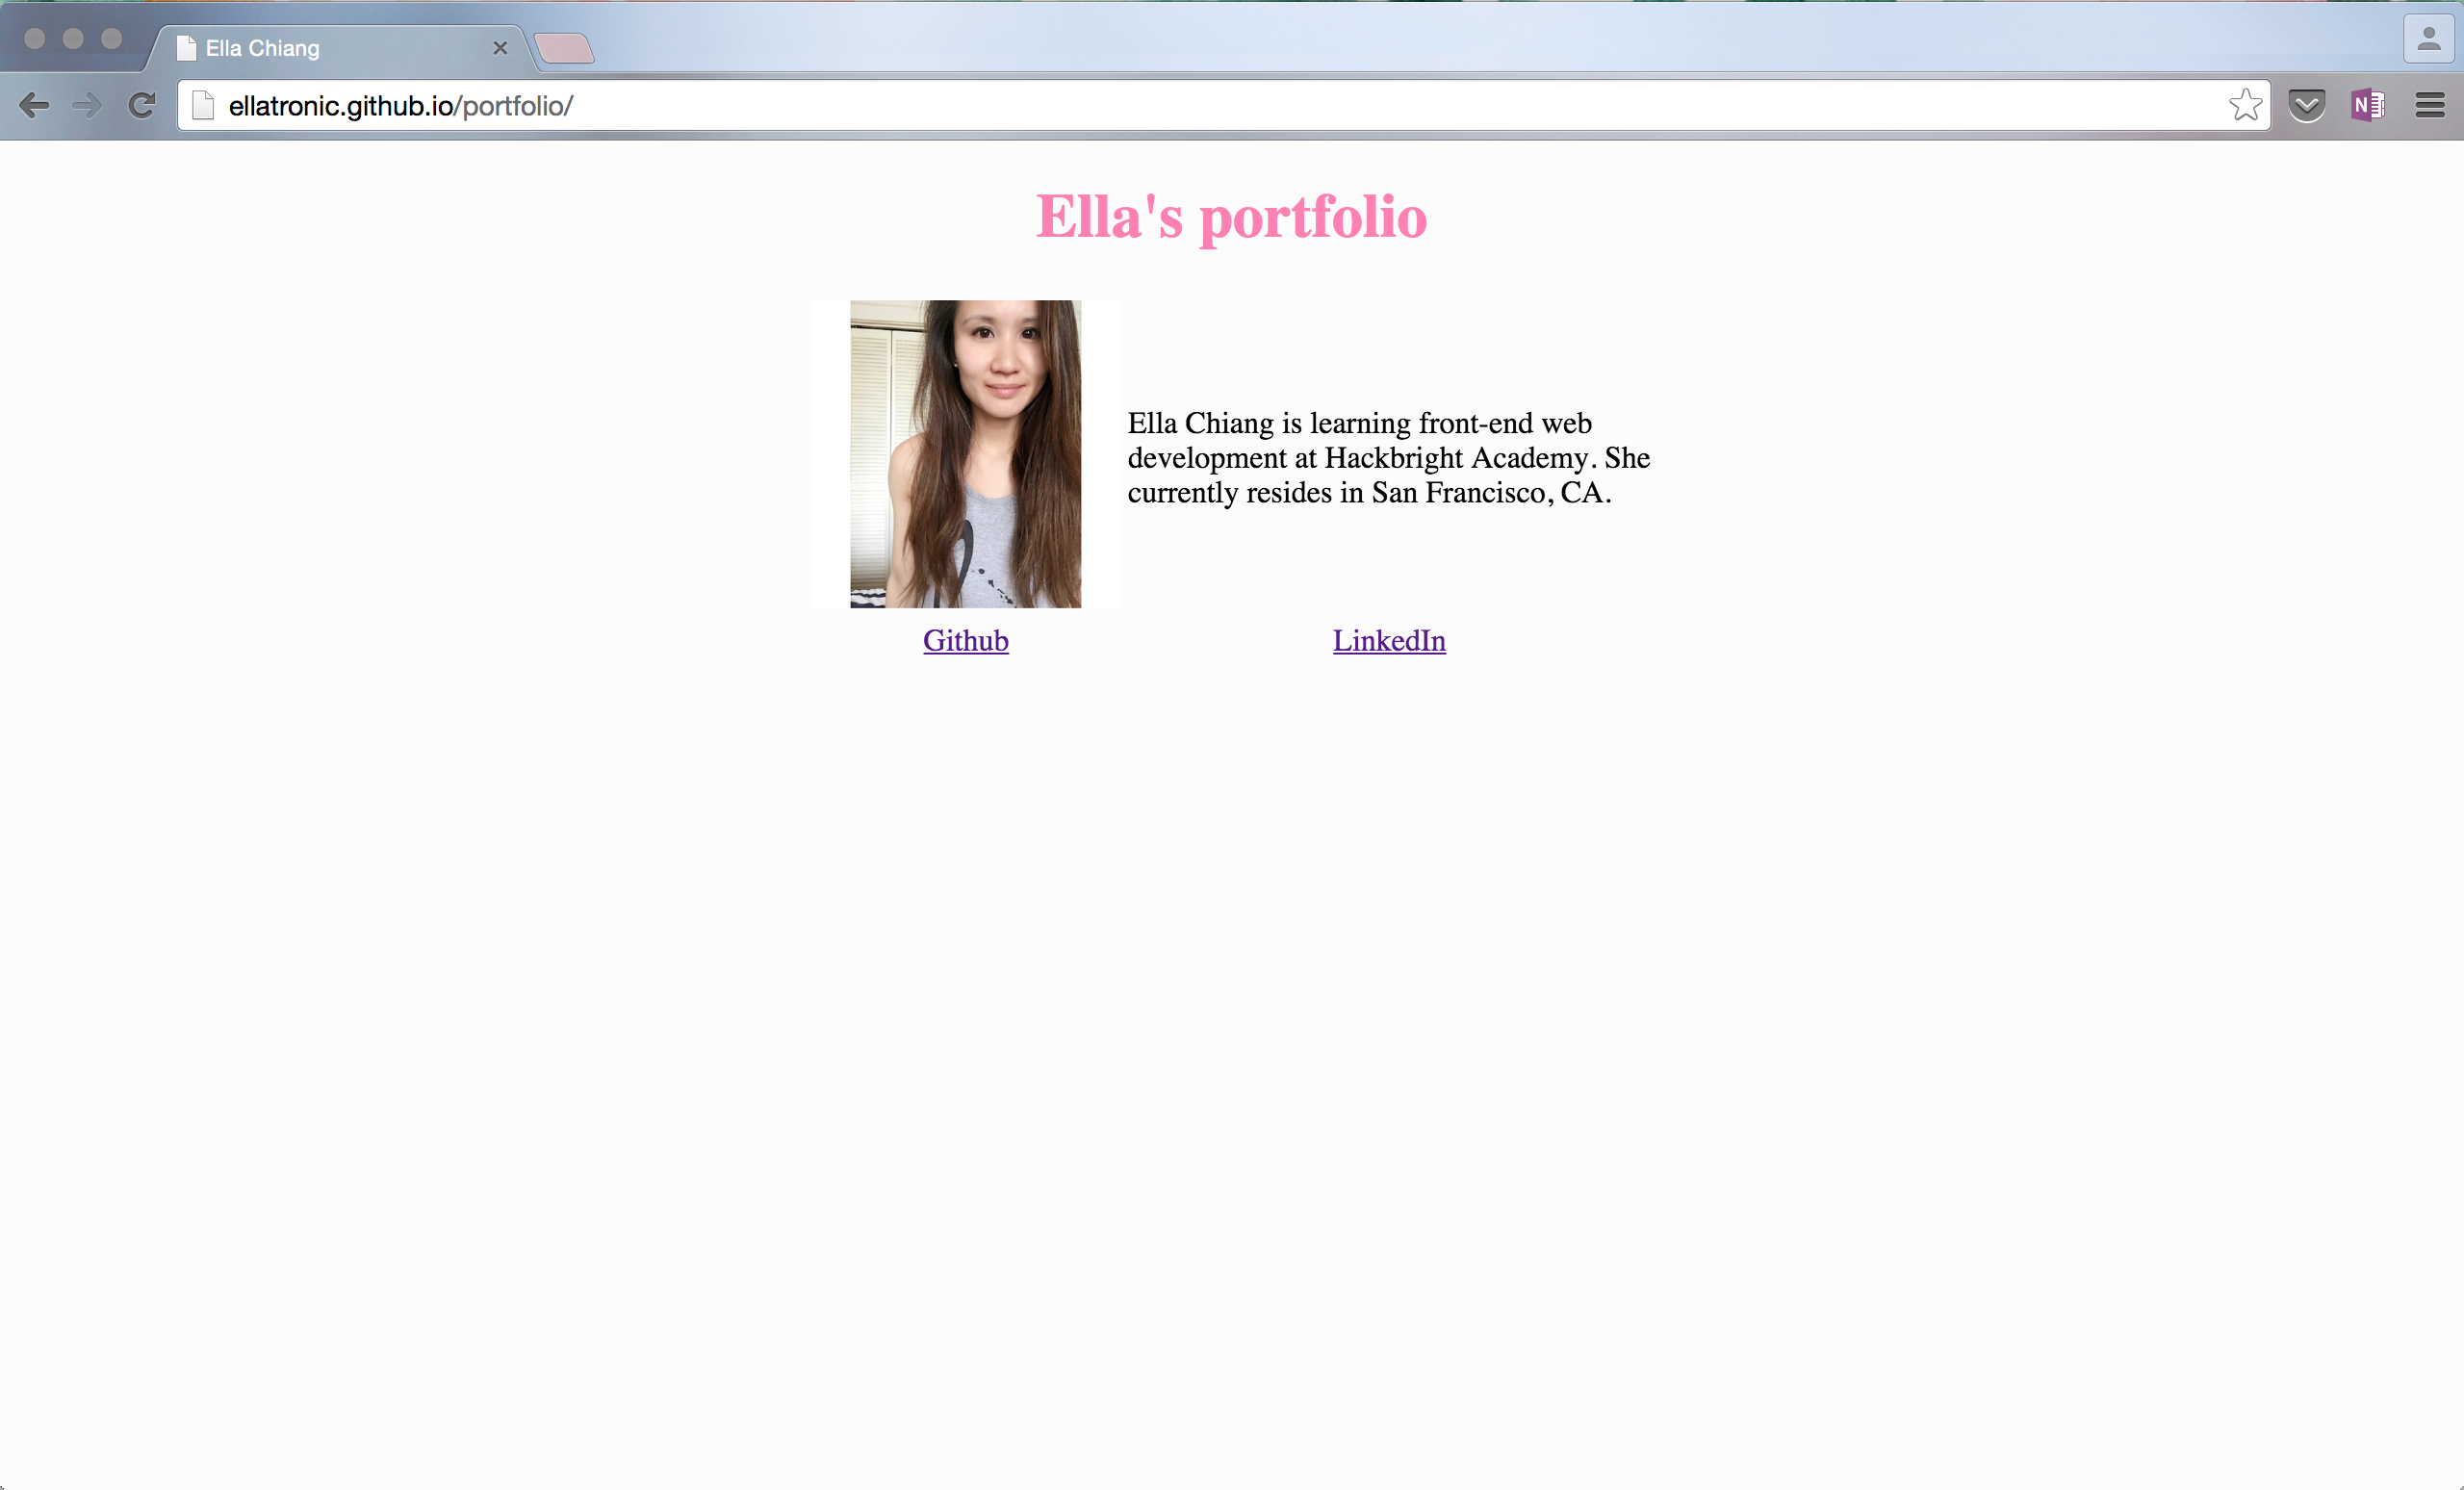 Ella Chiang
ellatronic.github.io/portfolio/
N
Ella's portfolio
Ella Chiang is learning front-end web
development at Hackbright Academy. She
currently resides in San Francisco, CA.
Github
LinkedIn